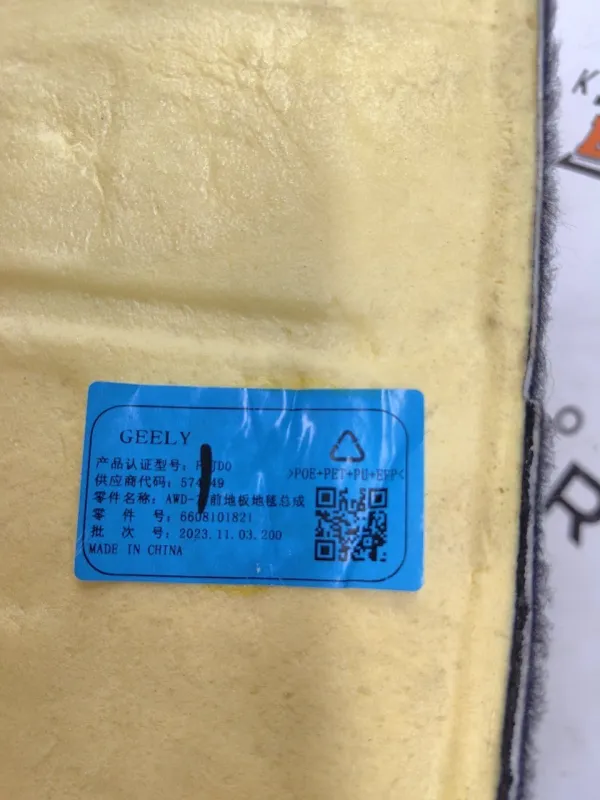 GEELY
产品认证型号:
>POE+PET+PU+EPP<
供应商代码:
零件名称: 前地板地毯总成
零 件 号: 6608101821
批 次 号: 2023.11.03.200
MADE IN CHINA
K
R